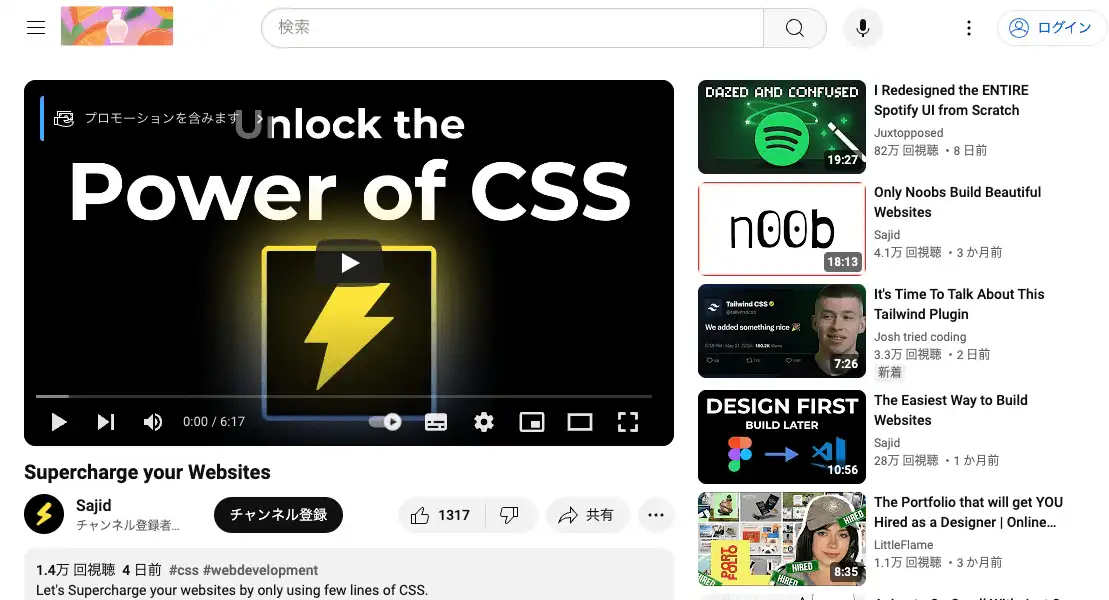 検索
ログイン
プロモーションを含みます
Unlock the
Power of CSS
0:00 / 6:17
Supercharge your Websites
Sajid
チャンネル登録者...
チャンネル登録
1317
共有
1.4万 回視聴 4 日前 #css #webdevelopment
Let's Supercharge your websites by only using few lines of CSS.
DAZED AND CONFUSED
19:27
I Redesigned the ENTIRE
Spotify UI from Scratch
Juxtopposed
82万 回視聴 • 8 日前
n00b
18:13
Only Noobs Build Beautiful
Websites
Sajid
4.1万 回視聴 • 3 か月前
Tailwind CSS
@tailwindcss
We added something nice
7:26
It's Time To Talk About This
Tailwind Plugin
Josh tried coding
3.3万 回視聴 • 2 日前
新着
DESIGN FIRST
BUILD LATER
10:56
The Easiest Way to Build
Websites
Sajid
28万 回視聴 • 1 か月前
HIRED
PORT
FOLIO
HIRED
HIRED
8:35
The Portfolio that will get YOU
Hired as a Designer | Online...
LittleFlame
1.1万 回視聴 • 3 か月前